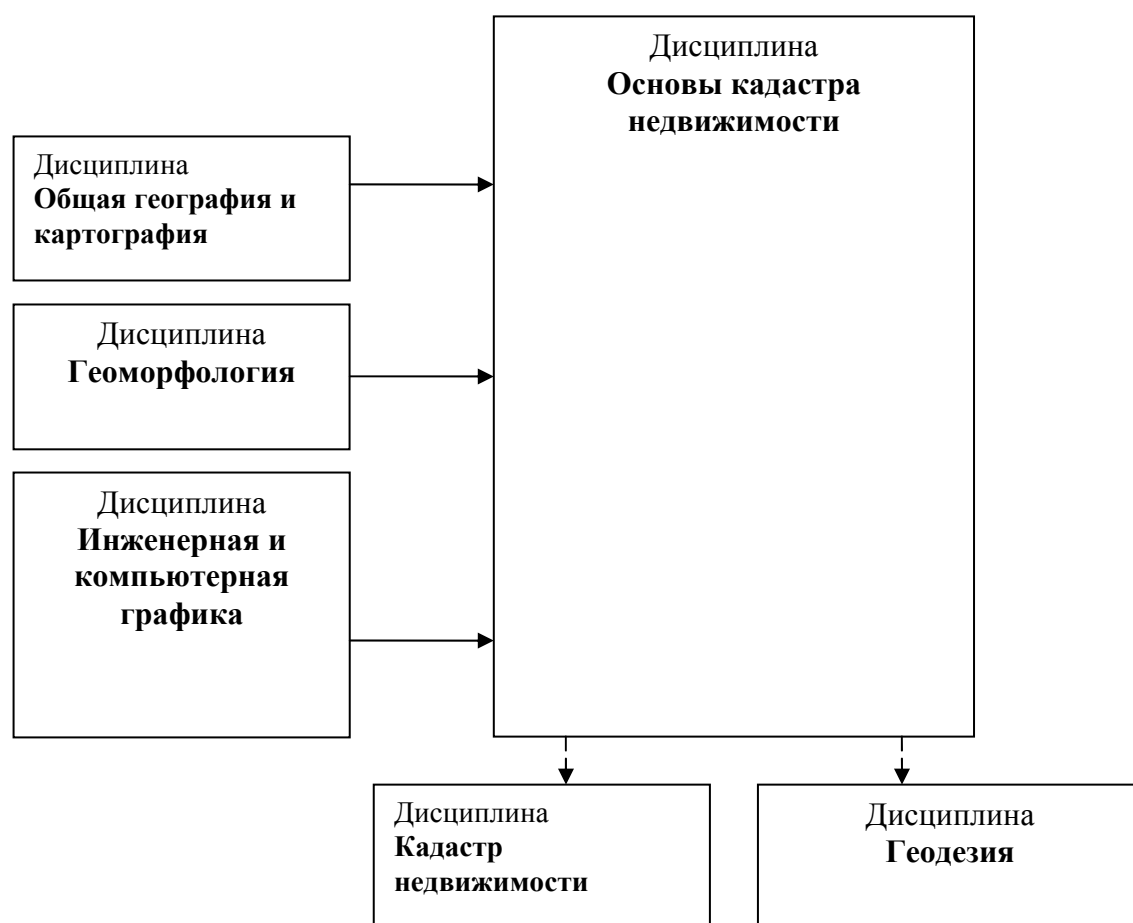 Дисциплина
Основы кадастра
недвижимости
Дисциплина
Общая география и
картография
Дисциплина
Геоморфология
Дисциплина
Инженерная и
компьютерная
графика
Дисциплина
Кадастр
недвижимости
Дисциплина
Геодезия